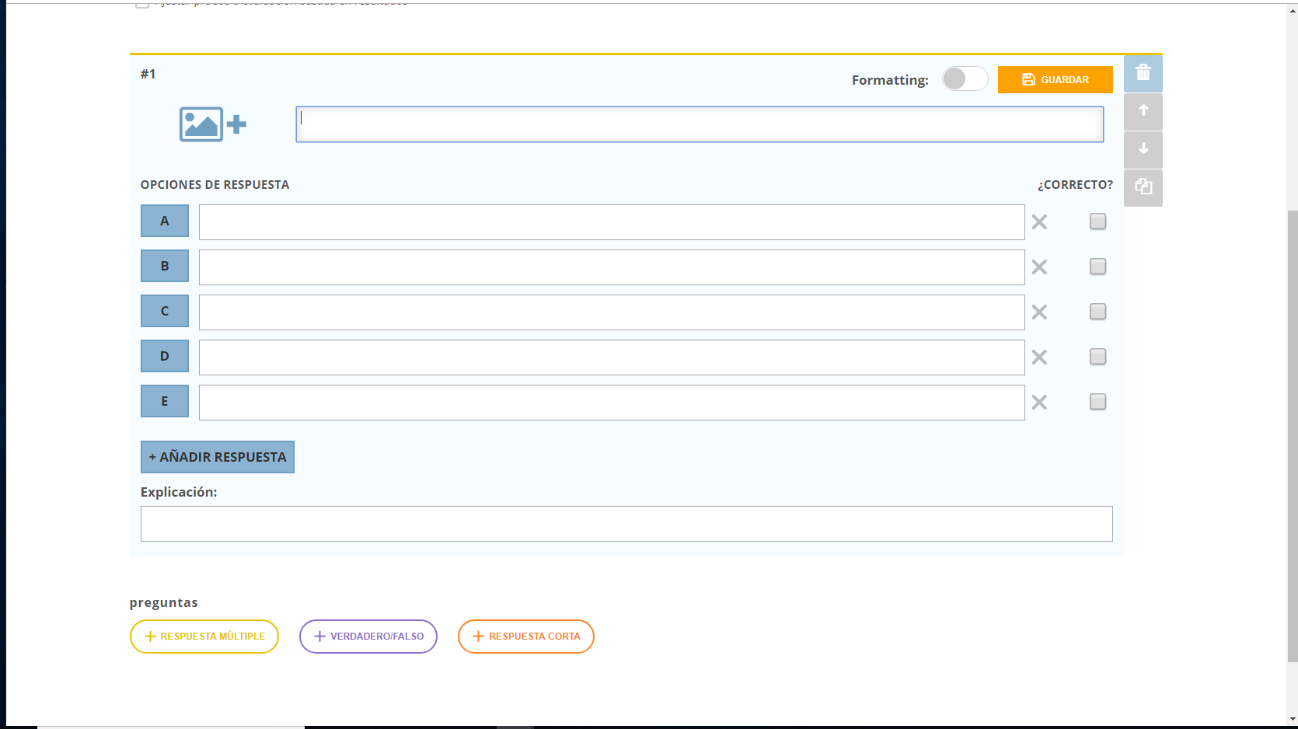 #1
Formatting:
GUARDAR
OPCIONES DE RESPUESTA
¿CORRECTO?
A
B
C
D
E
+ AÑADIR RESPUESTA
Explicación:
preguntas
+ RESPUESTA MÚLTIPLE
+ VERDADERO/FALSO
+ RESPUESTA CORTA